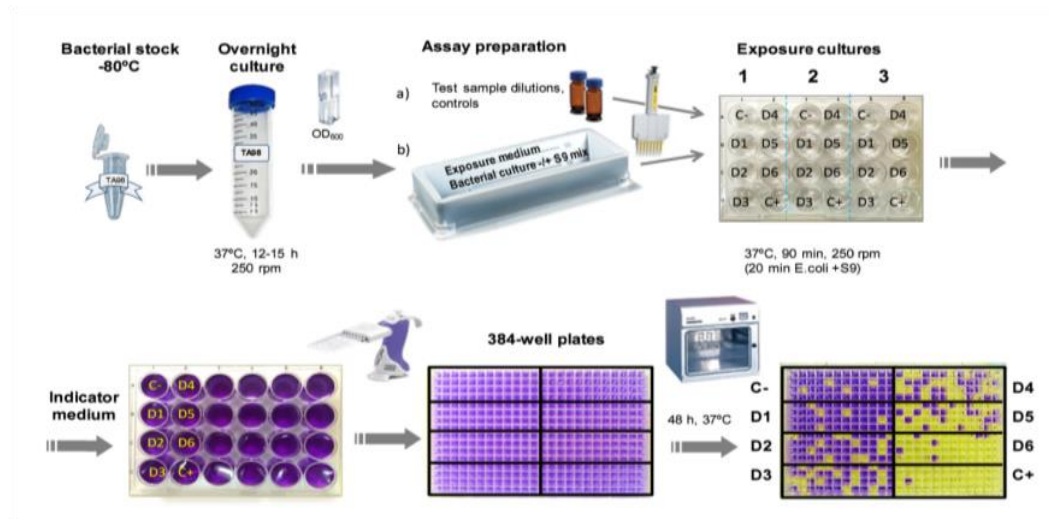 Bacterial stock
-80ºC
TA98
Overnight
culture
TA98
37ºC, 12-15 h
250 rpm
OD600
Assay preparation
a) Test sample dilutions,
controls
b)
Exposure medium
Bacterial culture -/+ S9 mix
Exposure cultures
1 2 3
C- D4 C- D4 C- D4
D1 D5 D1 D5 D1 D5
D2 D6 D2 D6 D2 D6
D3 C+ D3 C+ D3 C+
37ºC, 90 min, 250 rpm
(20 min E.coli +S9)
Indicator
medium
C- D4
D1 D5
D2 D6
D3 C+
384-well plates
48 h, 37ºC
C- D4
D1 D5
D2 D6
D3 C+